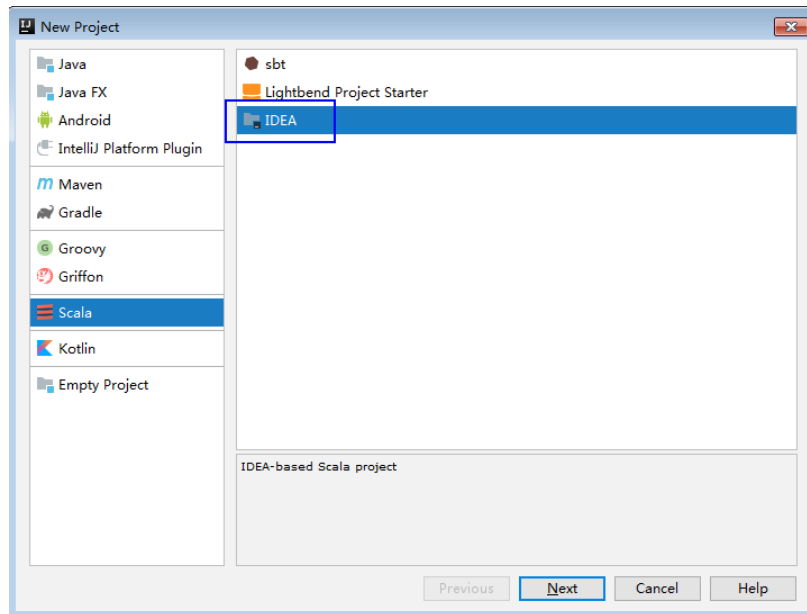 New Project
Java
Java FX
Android
IntelliJ Platform Plugin
Maven
Gradle
Groovy
Griffon
Scala
Kotlin
Empty Project
sbt
Lightbend Project Starter
IDEA
IDEA-based Scala project
Previous
Next
Cancel
Help